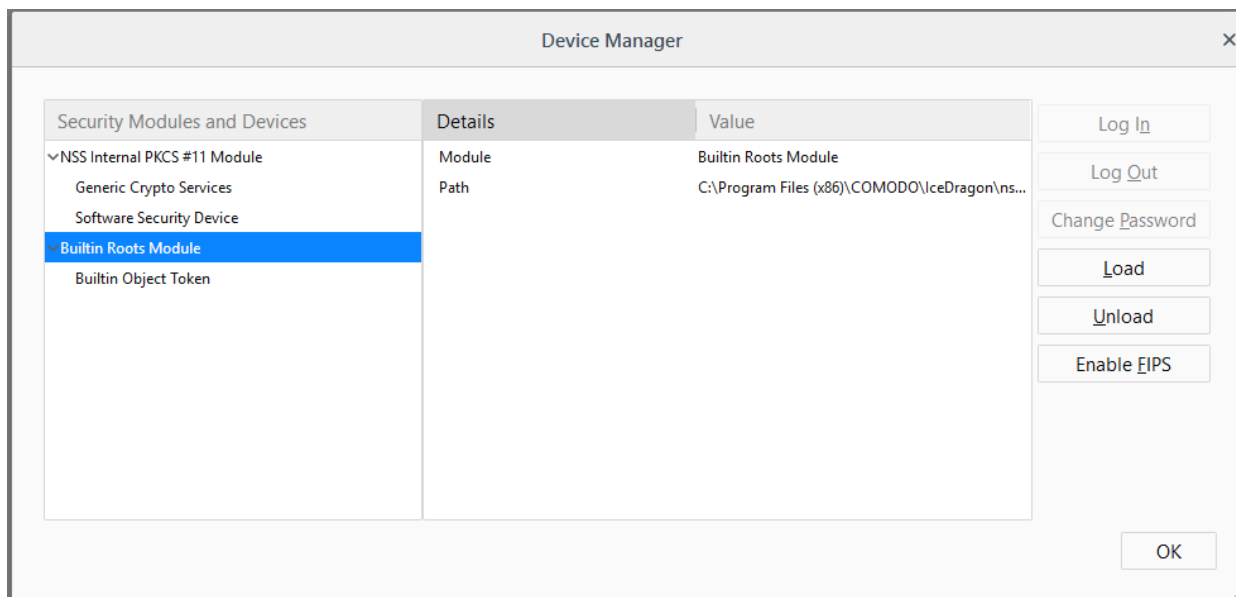 Device Manager
Security Modules and Devices Details Value Log In
NSS Internal PKCS #11 Module Module Builtin Roots Module
Generic Crypto Services Path C:\Program Files (x86)\COMODO\IceDragon\ns... Log Out
Software Security Device Change Password
Builtin Roots Module
Builtin Object Token Load
Unload
Enable FIPS
OK